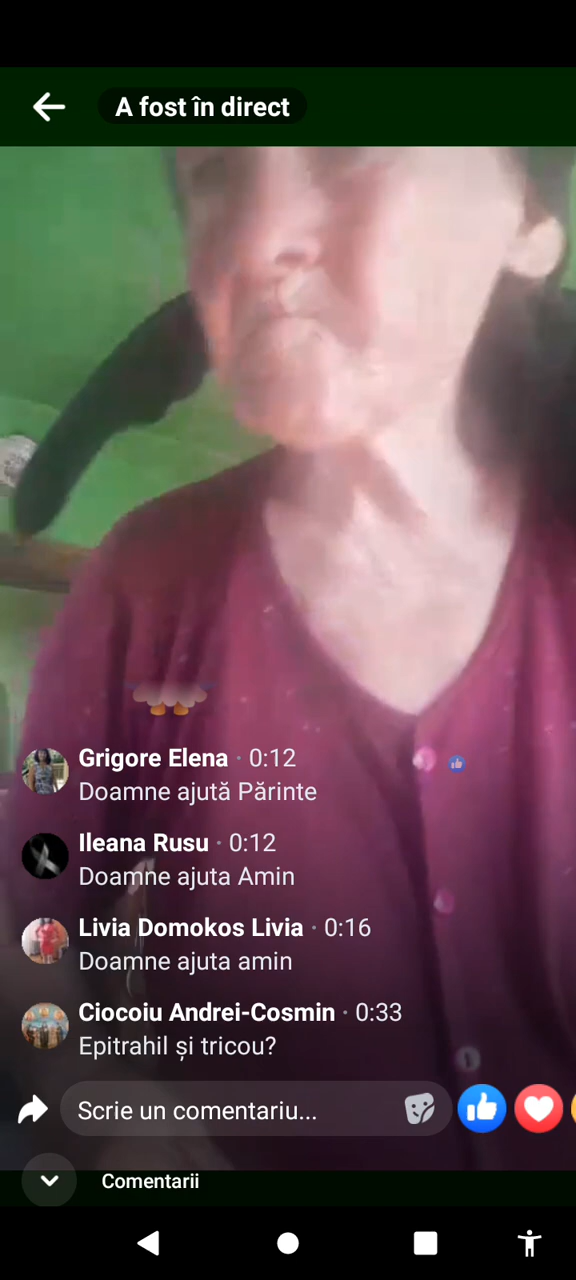 A fost în direct
Grigore Elena · 0:12
Doamne ajută Părinte
Ileana Rusu · 0:12
Doamne ajuta Amin
Livia Domokos Livia · 0:16
Doamne ajuta amin
Ciocoiu Andrei-Cosmin · 0:33
Epitrahil și tricou?
Scrie un comentariu...
Comentarii